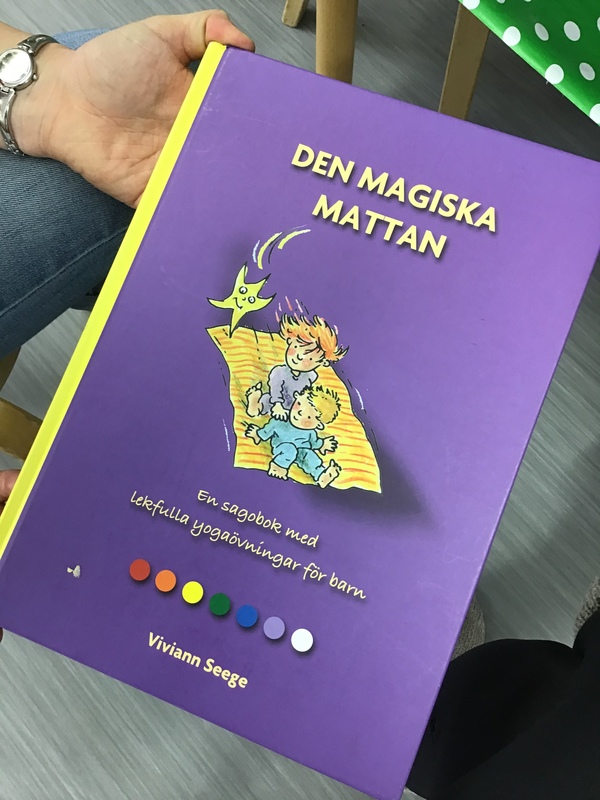 DEN MAGISKA
MATTAN
En sagobok med
lekfulla yogaövningar för barn
Viviann Seege